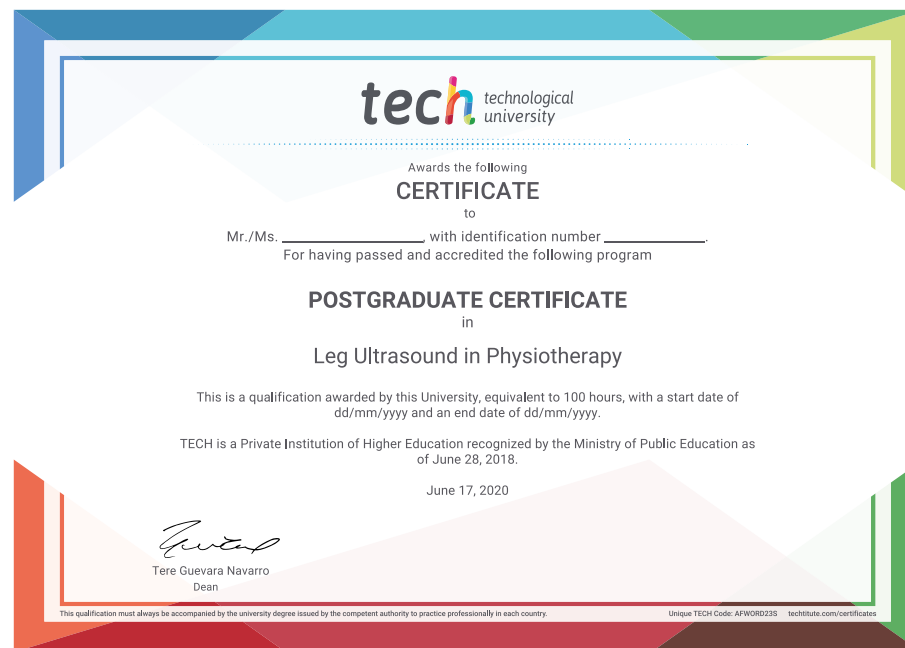 tech technological
university
Awards the following
CERTIFICATE
to
Mr./Ms. ____________, with identification number ____________.
For having passed and accredited the following program
POSTGRADUATE CERTIFICATE
in
Leg Ultrasound in Physiotherapy
This is a qualification awarded by this University, equivalent to 100 hours, with a start date of
dd/mm/yyyy and an end date of dd/mm/yyyy.
TECH is a Private Institution of Higher Education recognized by the Ministry of Public Education as
of June 28, 2018.
June 17, 2020
Tere Guevara Navarro
Dean
This qualification must always be accompanied by the university degree issued by the competent authority to practice professionally in each country.
Unique TECH Code: AFWORD23S techtitute.com/certificates